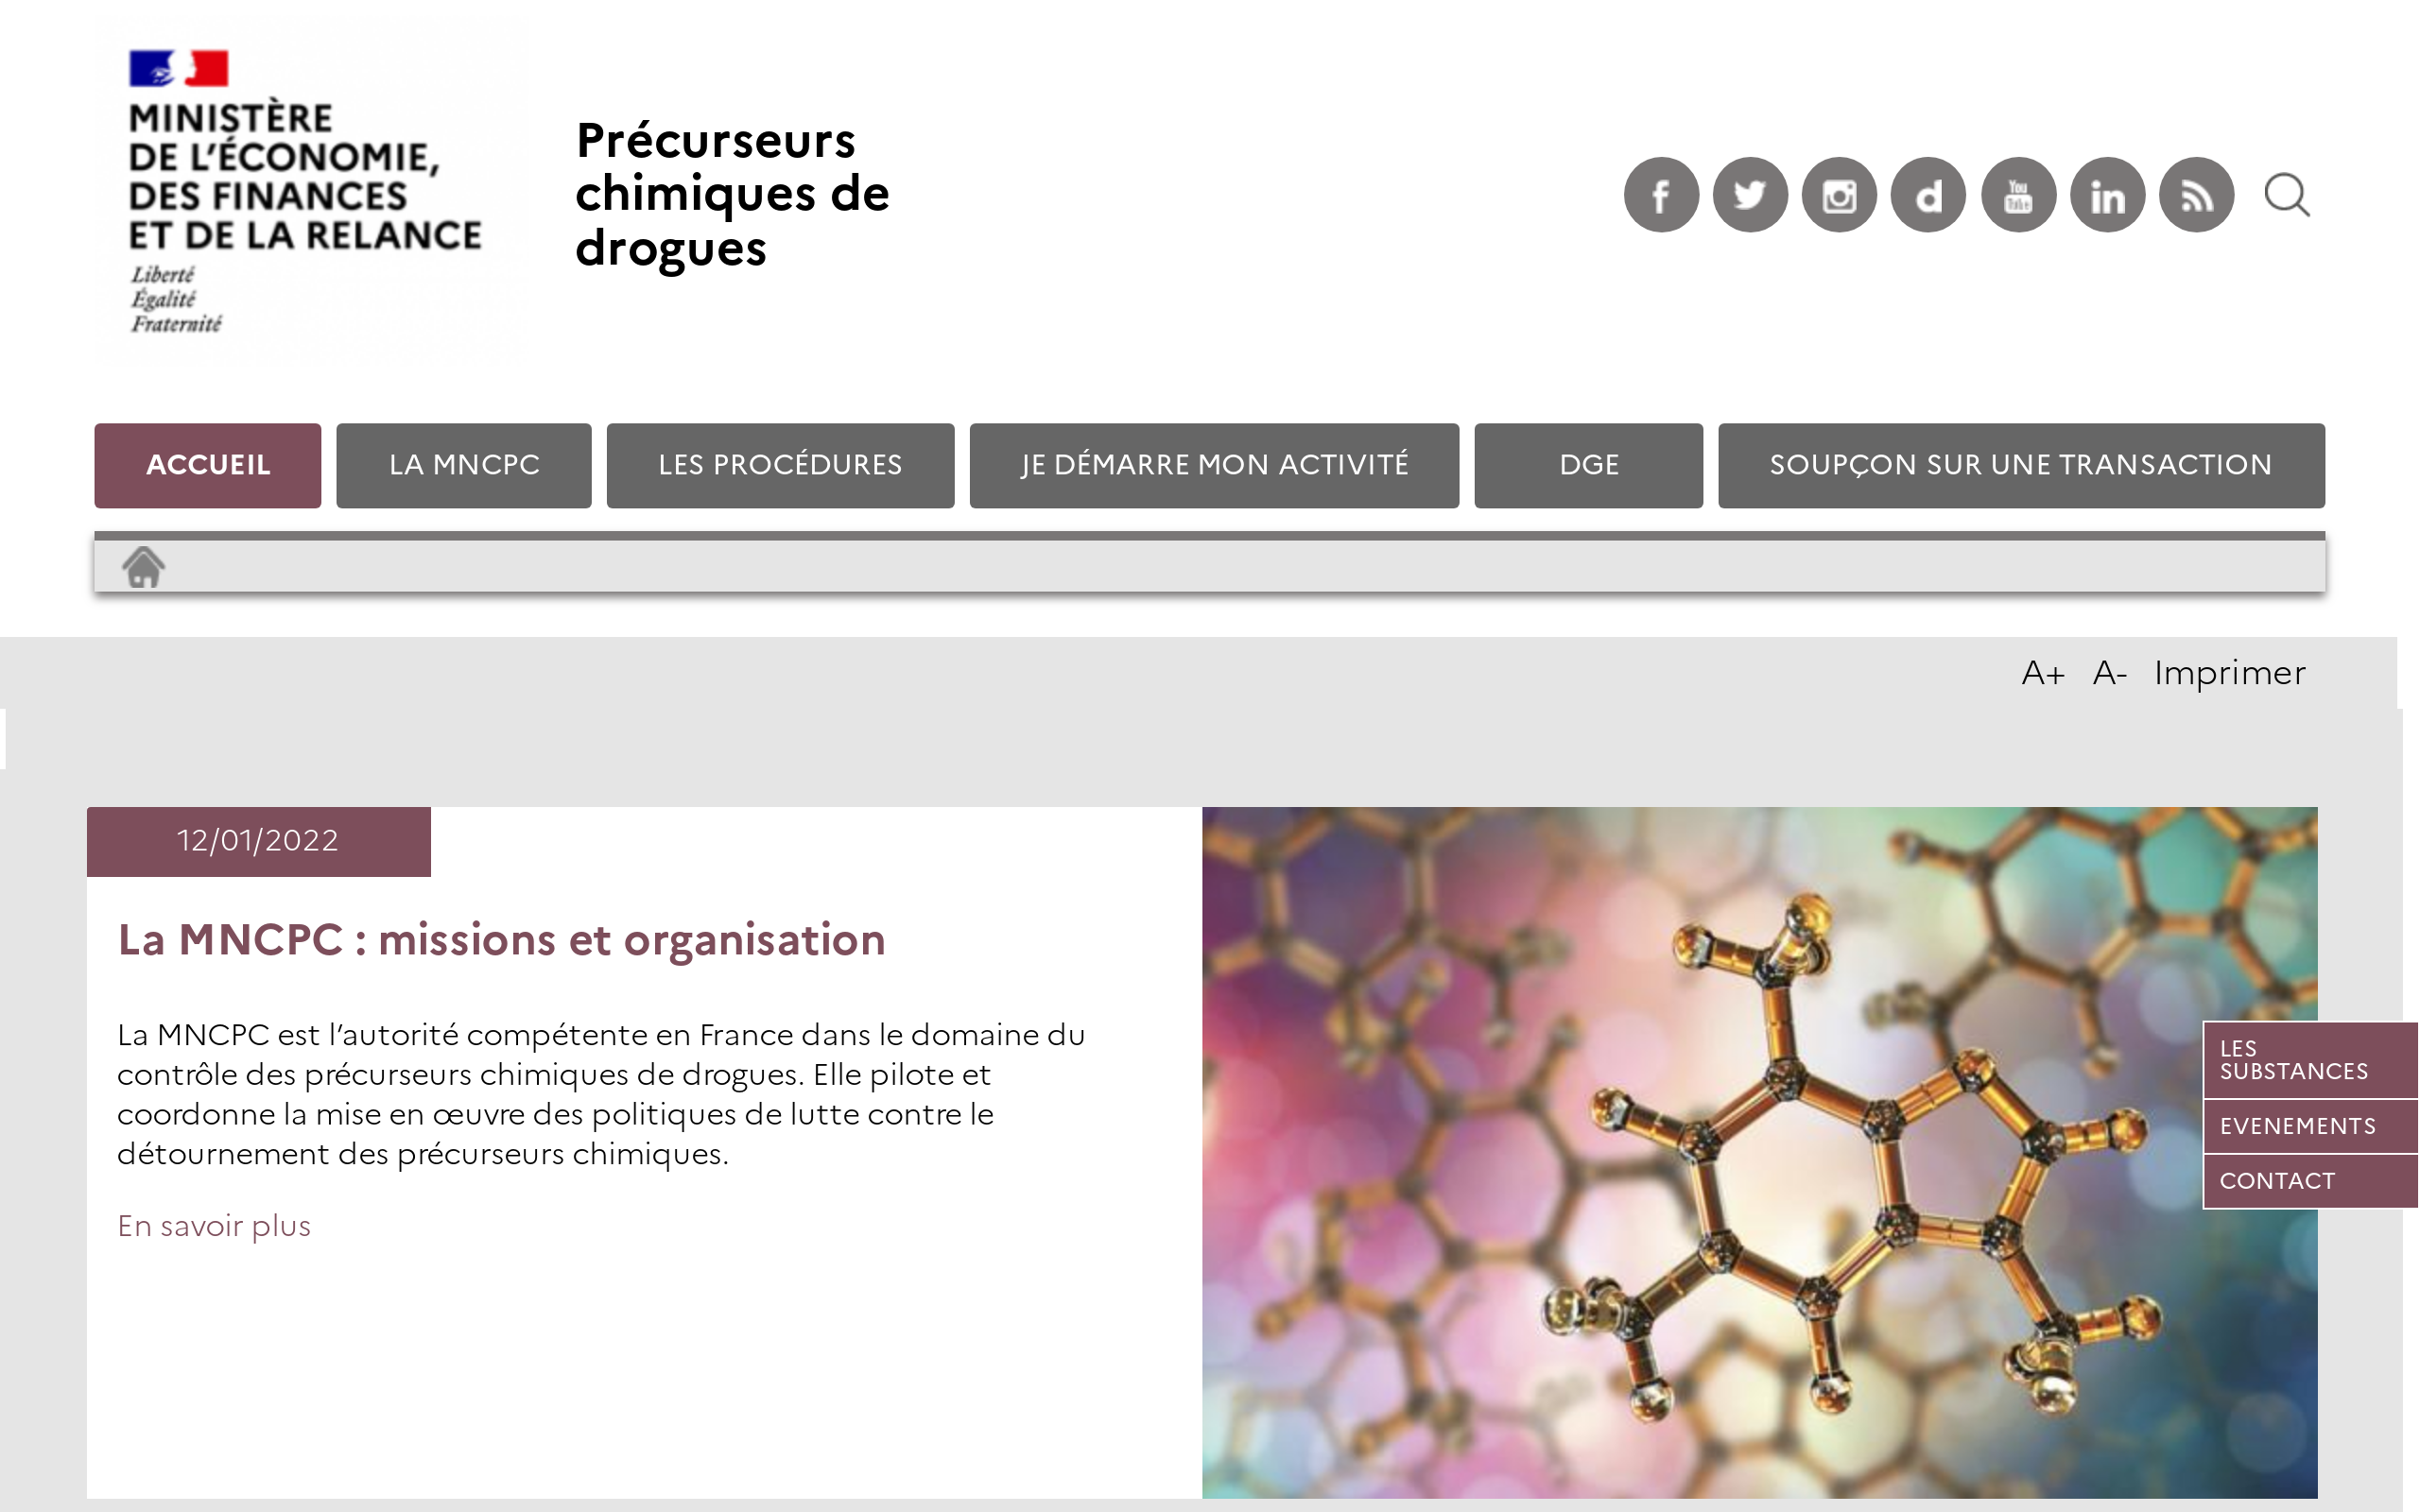 MINISTÈRE
DE L'ÉCONOMIE,
DES FINANCES
ET DE LA RELANCE
Liberté
Égalité
Fraternité
Précurseurs
chimiques de
drogues
ACCUEIL
LA MNCPC
LES PROCÉDURES
JE DÉMARRE MON ACTIVITÉ
DGE
SOUPÇON SUR UNE TRANSACTION
A+ A- Imprimer
12/01/2022
La MNCPC : missions et organisation
La MNCPC est l’autorité compétente en France dans le domaine du
contrôle des précurseurs chimiques de drogues. Elle pilote et
coordonne la mise en œuvre des politiques de lutte contre le
détournement des précurseurs chimiques.
En savoir plus
LES
SUBSTANCES
EVENEMENTS
CONTACT